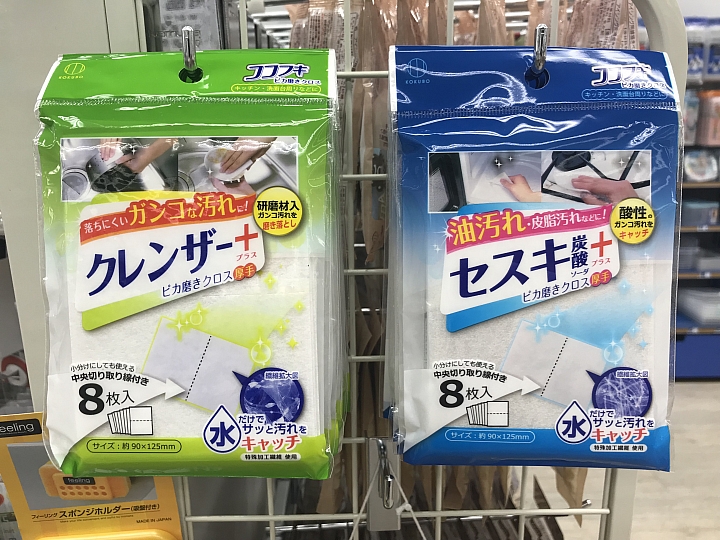 KOKUBO
ココフキ
ピカ磨きクロス
キッチン・洗面台周りなどに
落ちにくいガンコな汚れに!
研磨材入
ガンコ汚れを
磨き落とし
クレンザー+
プラス
ピカ磨きクロス 厚手
小分けにしても使える
中央切り取り線付き
8枚入
繊維拡大図
水だけで
サッと汚れを
キャッチ
特殊加工繊維 使用
サイズ:約90×125mm
KOKUBO
ココフキ
ピカ磨きクロス
キッチン・洗面台周りなどに
油汚れ・皮脂汚れなどに!
酸性の
ガンコ汚れを
キャッチ
セスキ炭酸ソーダ+
プラス
ピカ磨きクロス 厚手
小分けにしても使える
中央切り取り線付き
8枚入
繊維拡大図
水だけで
サッと汚れを
キャッチ
特殊加工繊維 使用
サイズ:約90×125mm
feeling
feeling
フィーリング スポンジホルダー(吸盤付き)
MADE IN JAPAN